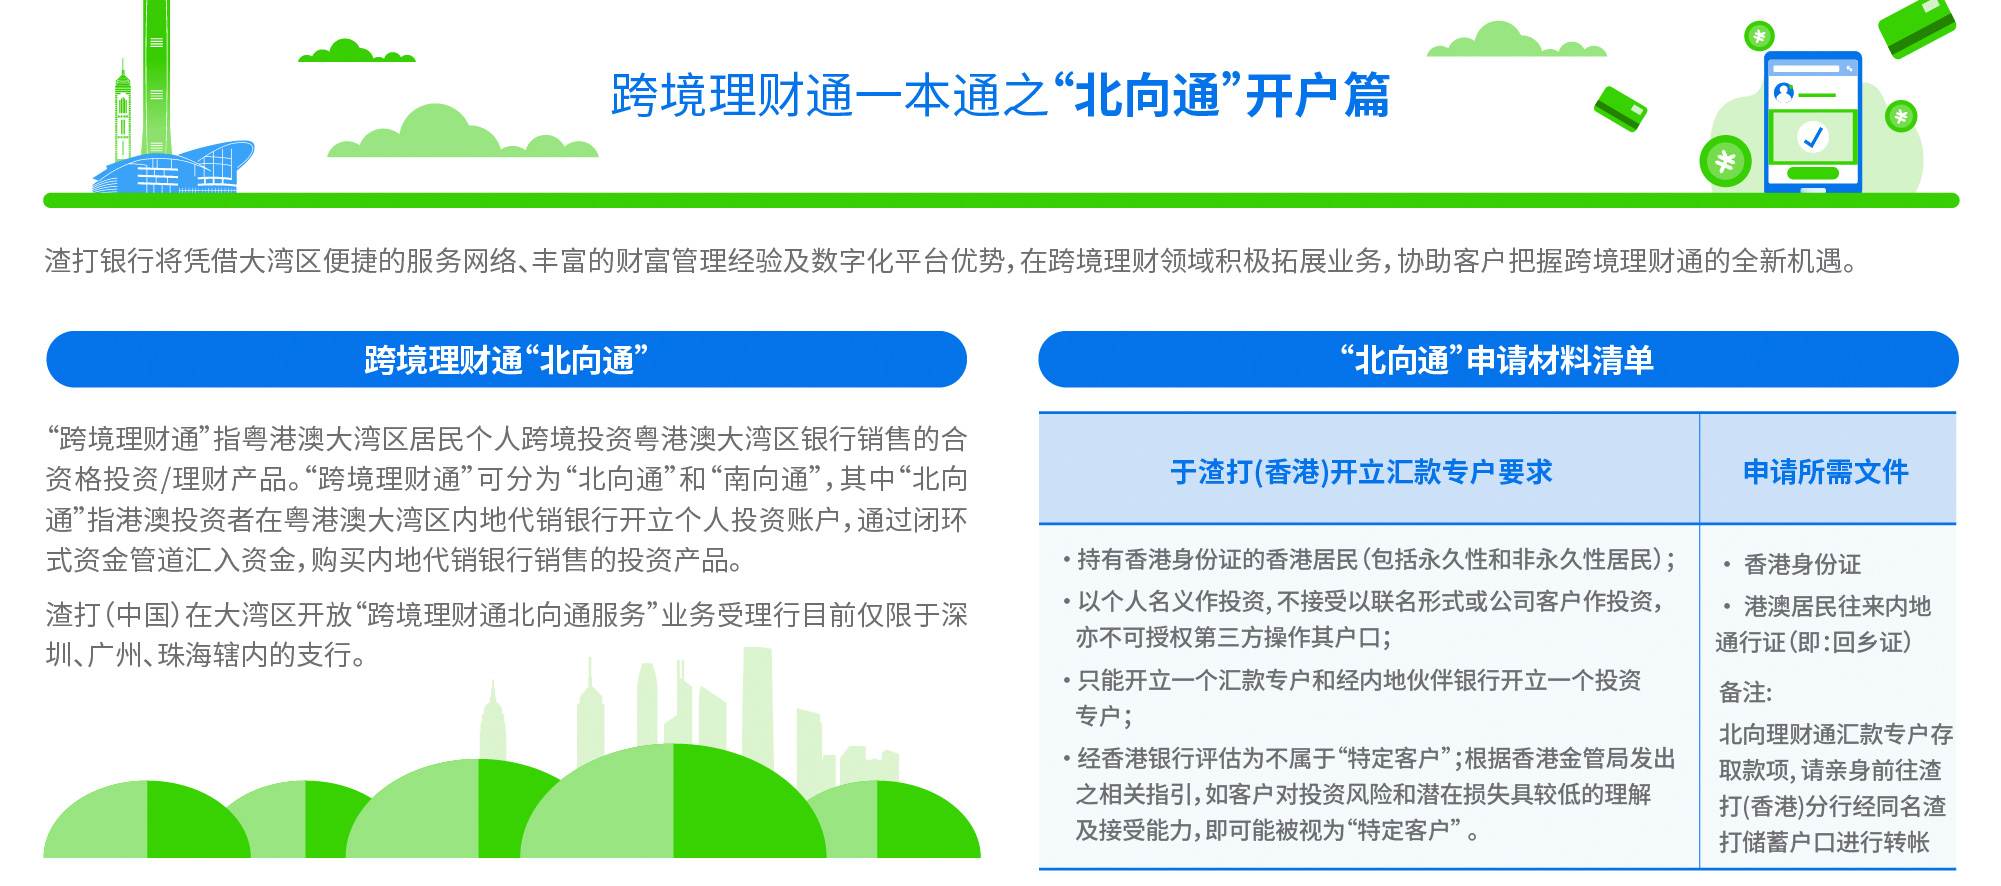 跨境理财通一本通之“北向通”开户篇
渣打银行将凭借大湾区便捷的服务网络、丰富的财富管理经验及数字化平台优势，在跨境理财领域积极拓展业务，协助客户把握跨境理财通的全新机遇。
跨境理财通“北向通”
“跨境理财通”指粤港澳大湾区居民个人跨境投资粤港澳大湾区银行销售的合
资格投资/理财产品。“跨境理财通”可分为“北向通”和“南向通”，其中“北向
通”指港澳投资者在粤港澳大湾区内地代销银行开立个人投资账户，通过闭环
式资金管道汇入资金，购买内地代销银行销售的投资产品。
渣打（中国）在大湾区开放“跨境理财通北向通服务”业务受理行目前仅限于深
圳、广州、珠海辖内的支行。
“北向通”申请材料清单
于渣打(香港)开立汇款专户要求
申请所需文件
• 持有香港身份证的香港居民（包括永久性和非永久性居民）；
• 以个人名义作投资，不接受以联名形式或公司客户作投资，
亦不可授权第三方操作其户口；
• 只能开立一个汇款专户和经内地伙伴银行开立一个投资
专户；
• 经香港银行评估为不属于“特定客户”；根据香港金管局发出
之相关指引，如客户对投资风险和潜在损失具较低的理解
及接受能力，即可能被视为“特定客户” 。
• 香港身份证
• 港澳居民往来内地
通行证（即：回乡证）
备注:
北向理财通汇款专户存
取款项，请亲身前往渣
打(香港)分行经同名渣
打储蓄户口进行转帐